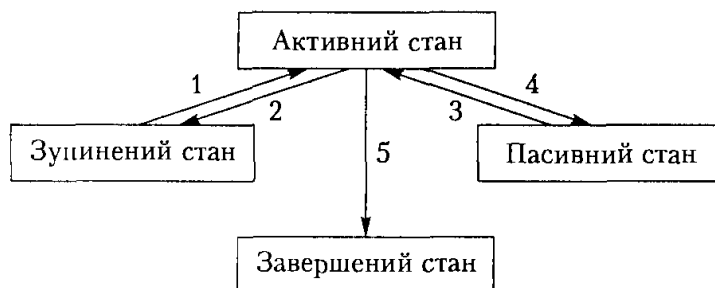 Активний стан
1
2
4
3
Зупинений стан
5
Пасивний стан
Завершений стан